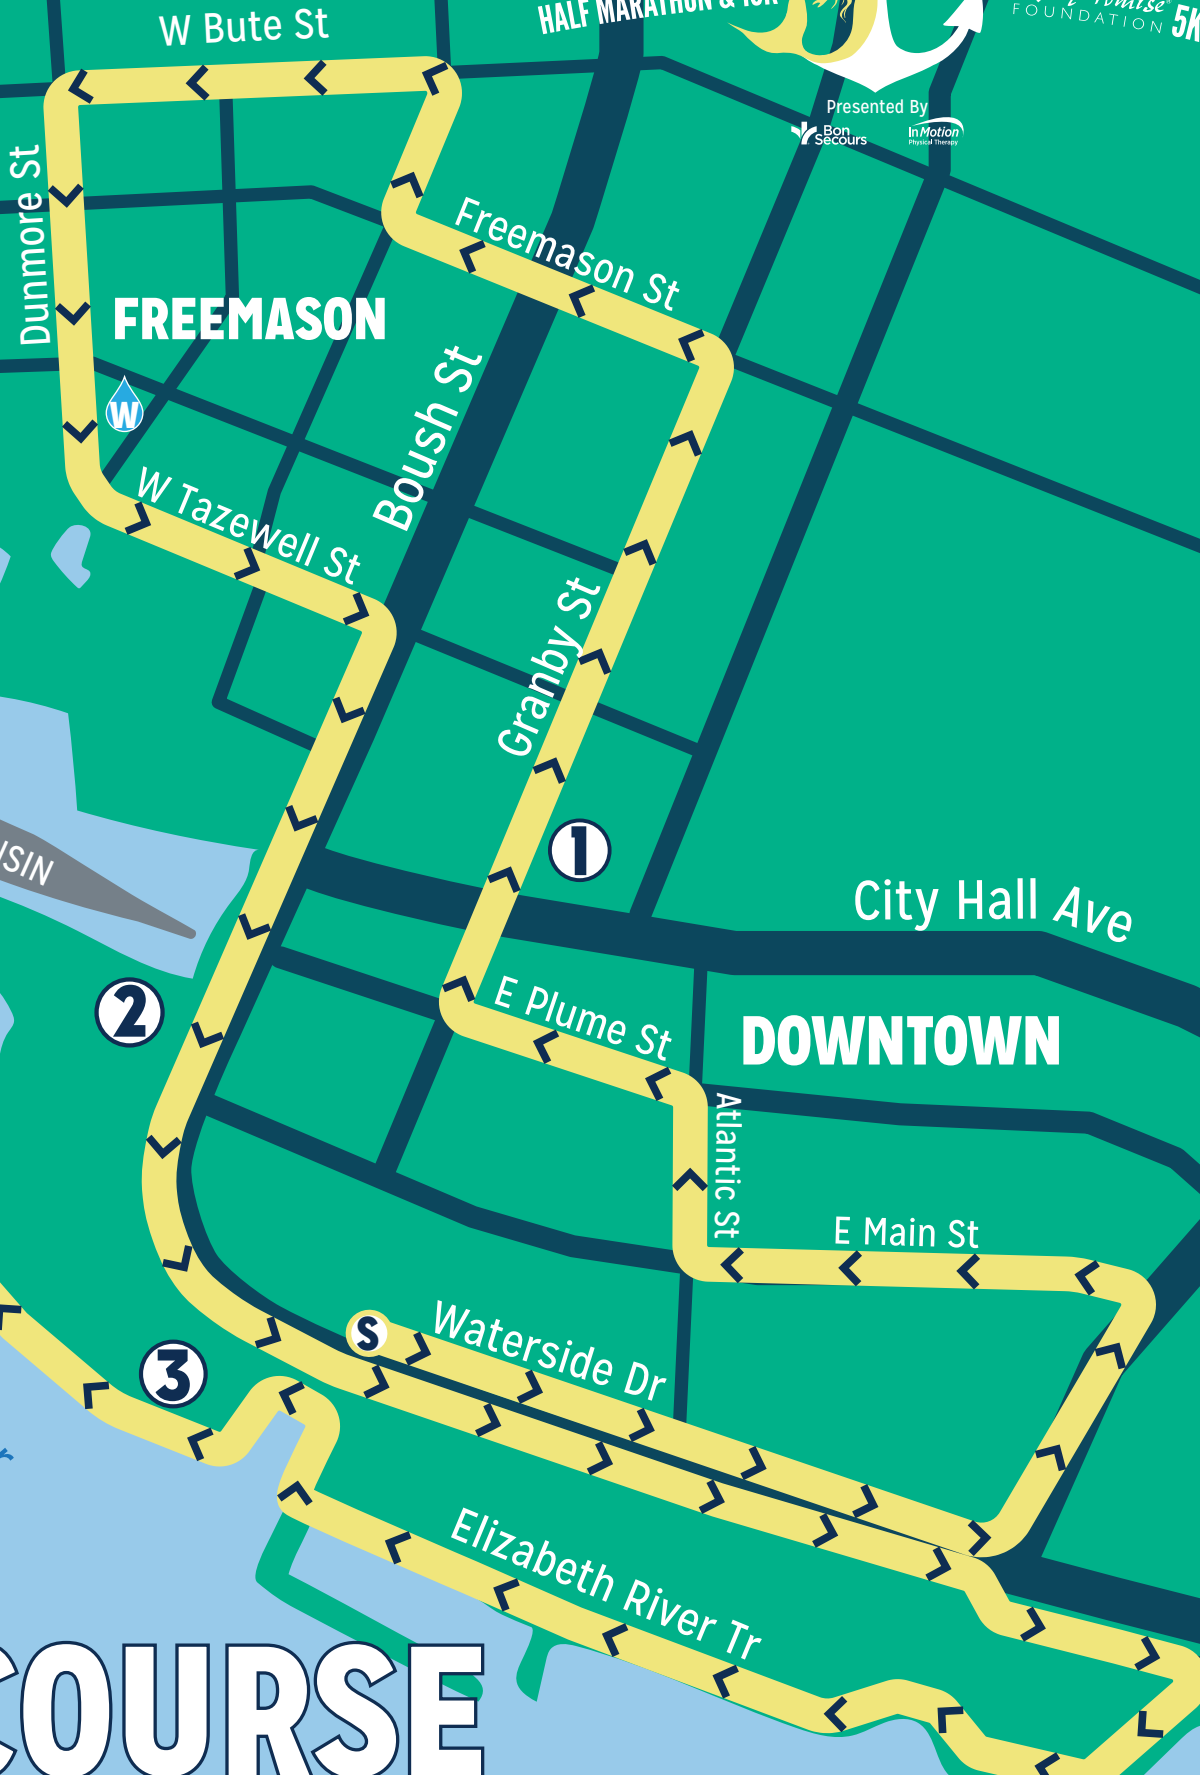 HALF MARATHON & 10K
FOUNDATION
5K
W Bute St
Presented By
Bon
Secours
In Motion
Physical Therapy
Dunmore St
Freemason St
FREEMASON
W
Boush St
W Tazewell St
Granby St
1
City Hall Ave
2
E Plume St
DOWNTOWN
Atlantic St
E Main St
S
Waterside Dr
3
Elizabeth River Tr
COURSE